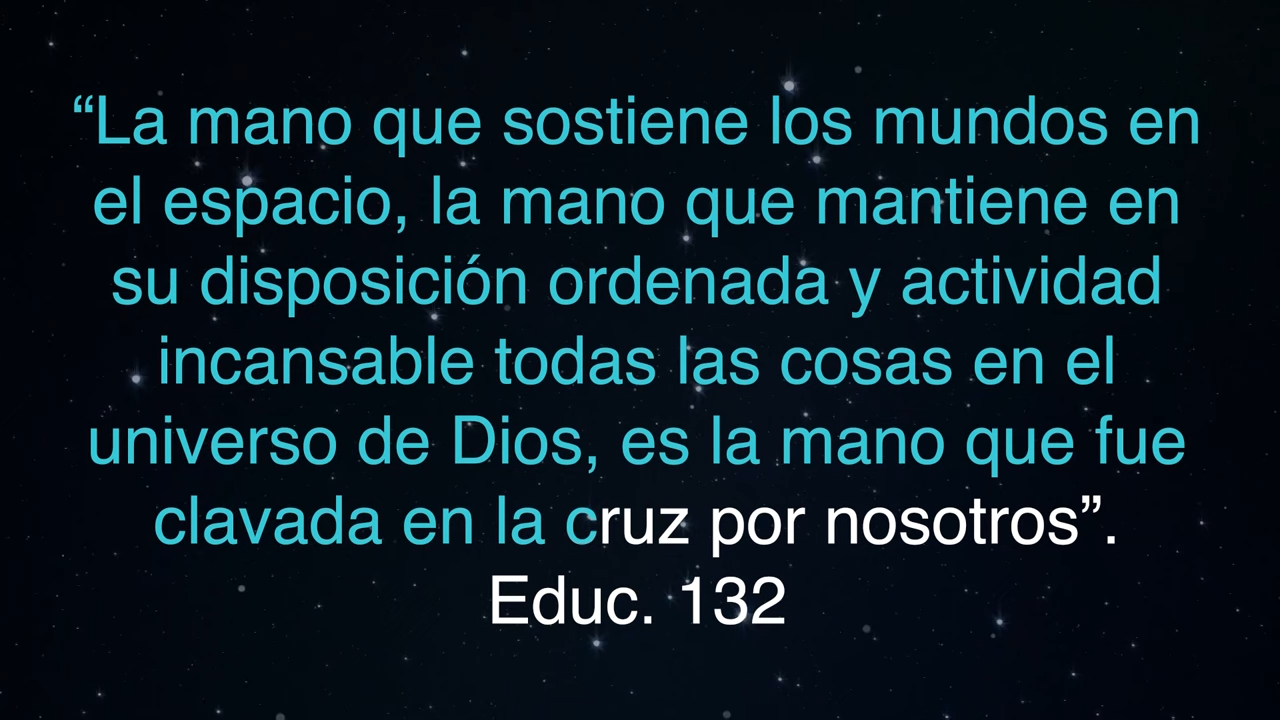 “La mano que sostiene los mundos en
el espacio, la mano que mantiene en
su disposición ordenada y actividad
incansable todas las cosas en el
universo de Dios, es la mano que fue
clavada en la cruz por nosotros”.
Educ. 132